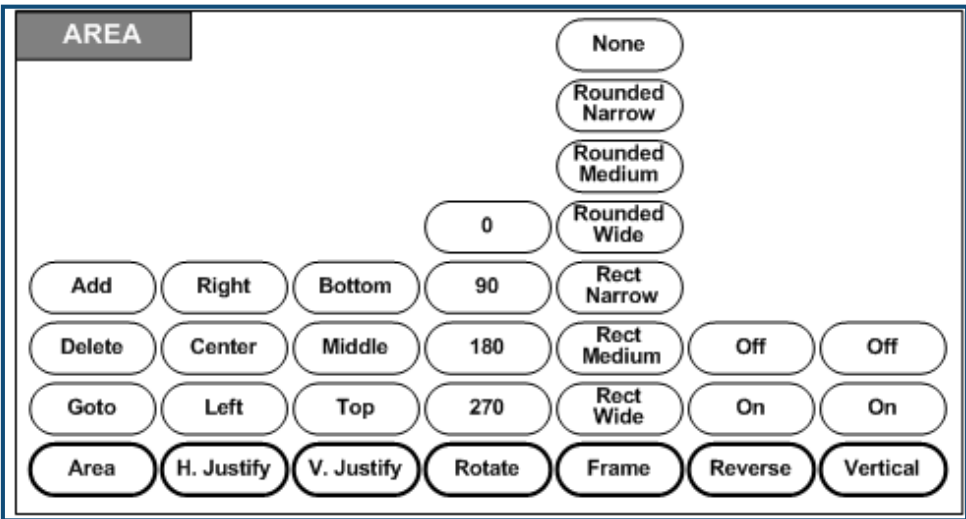 AREA
None
Rounded
Narrow
Rounded
Medium
0
Rounded
Wide
Add
Right
Bottom
90
Rect
Narrow
Delete
Center
Middle
180
Rect
Medium
Off
Off
Goto
Left
Top
270
Rect
Wide
On
On
Area
H. Justify
V. Justify
Rotate
Frame
Reverse
Vertical